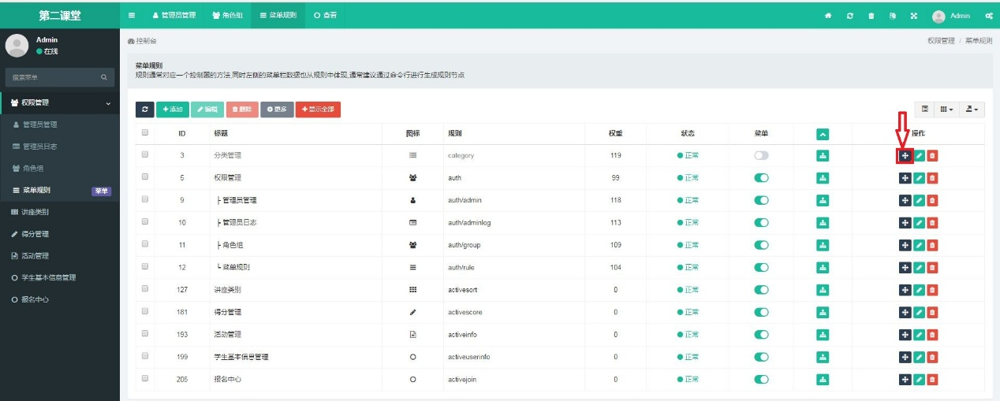 第二课堂
管理员管理
角色组
菜单规则
查看
Admin
Admin
在线
控制台
权限管理 / 菜单规则
搜索菜单
菜单规则
规则通常对应一个控制器的方法,同时左侧的菜单栏数据也从规则中体现,通常建议通过命令行进行生成规则节点
权限管理
管理员管理
管理员日志
角色组
菜单规则 菜单
讲座类别
得分管理
活动管理
学生基本信息管理
报名中心
添加 编辑 删除 更多 显示全部
ID 标题 图标 规则 权重 状态 菜单 操作
3 分类管理 category 119 正常
5 权限管理 auth 99 正常
9 ├ 管理员管理 auth/admin 118 正常
10 ├ 管理员日志 auth/adminlog 113 正常
11 ├ 角色组 auth/group 109 正常
12 └ 菜单规则 auth/rule 104 正常
127 讲座类别 activesort 0 正常
181 得分管理 activescore 0 正常
193 活动管理 activeinfo 0 正常
199 学生基本信息管理 activeuserinfo 0 正常
205 报名中心 activejoin 0 正常